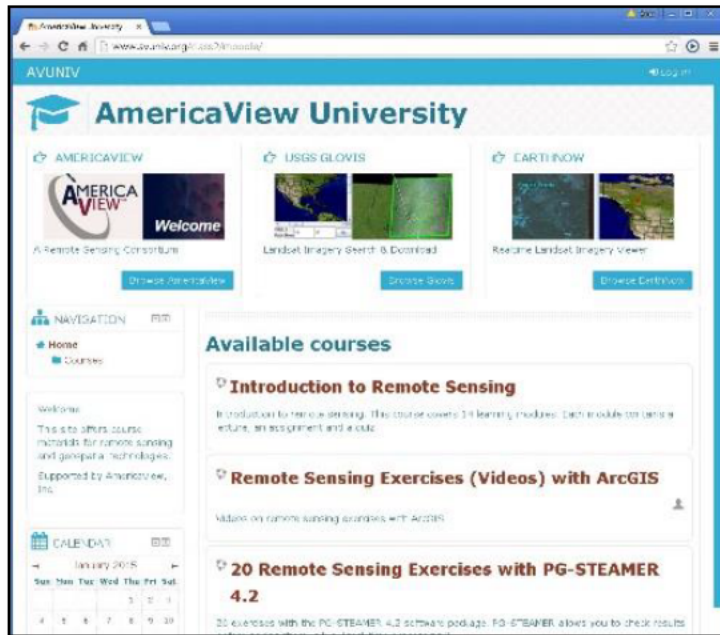 AmericaView University
www.avuniv.org/
AVUNIV
Log in
AmericaView University
AMERICAVIEW
USGS GLOVIS
EARTHNOW
AMERICA
VIEW
Welcome
A Remote Sensing Consortium
Landsat Imagery Search & Download
Realtime Landsat Imagery Viewer
Browse AmericaView
Browse Glovis
Browse EarthNow
NAVIGATION
Home
Courses
Welcome
This site offers course
materials for remote sensing
and geospatial technologies.
Supported by AmericaView,
Inc.
CALENDAR
January 2015
Sun Mon Tue Wed Thu Fri Sat
1 2 3
4 5 6 7 8 9 10
Available courses
Introduction to Remote Sensing
Introduction to remote sensing. This course covers 14 learning modules. Each module contains a
lecture, an assignment and a quiz.
Remote Sensing Exercises (Videos) with ArcGIS
Videos on remote sensing exercises with ArcGIS
20 Remote Sensing Exercises with PG-STEAMER
4.2
20 exercises with the PG-STEAMER 4.2 software package. PG-STEAMER allows you to check results